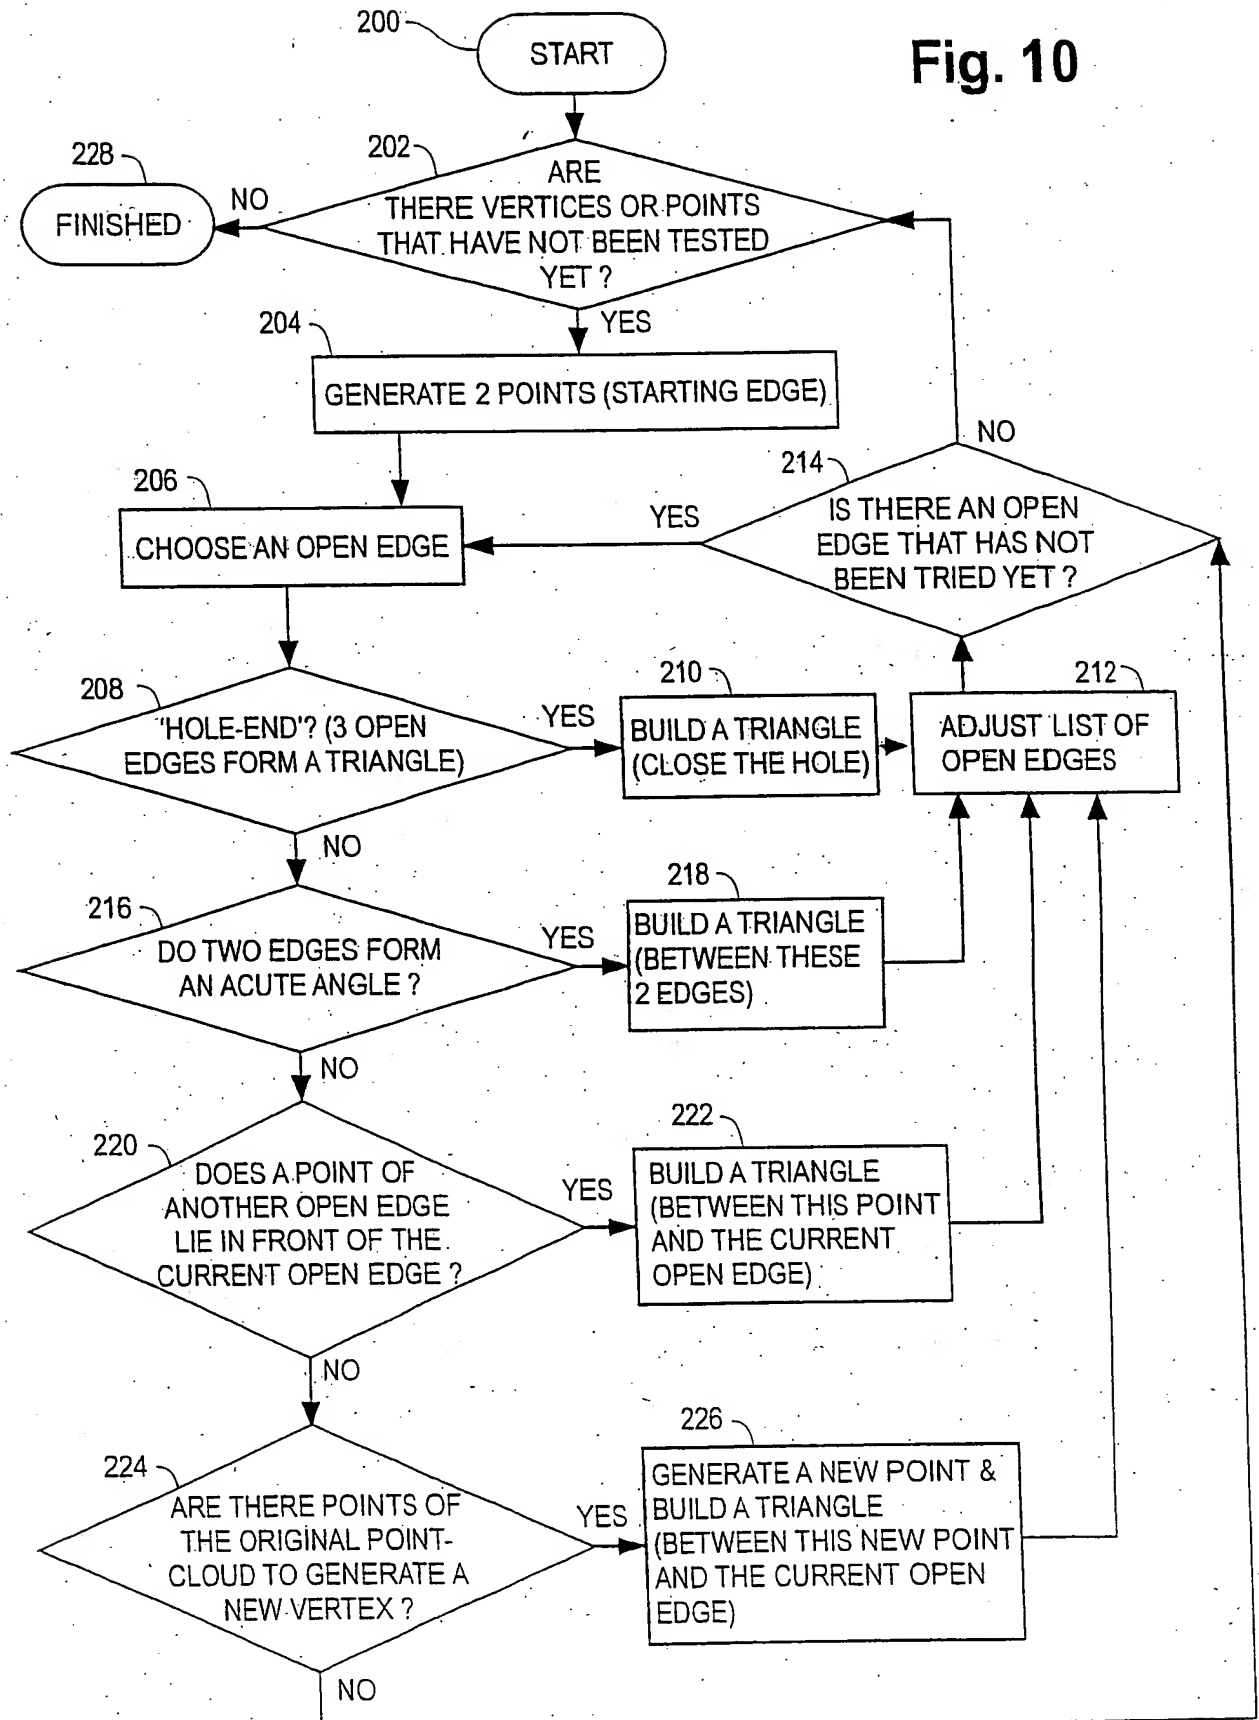 200
START
Fig. 10
228
202
ARE
THERE VERTICES OR POINTS
THAT HAVE NOT BEEN TESTED
YET ?
NO
FINISHED
YES
204
GENERATE 2 POINTS (STARTING EDGE)
NO
214
IS THERE AN OPEN
EDGE THAT HAS NOT
BEEN TRIED YET ?
206
YES
CHOOSE AN OPEN EDGE
208
'HOLE-END'? (3 OPEN
EDGES FORM A TRIANGLE)
YES
210
BUILD A TRIANGLE
(CLOSE THE HOLE)
212
ADJUST LIST OF
OPEN EDGES
NO
216
DO TWO EDGES FORM
AN ACUTE ANGLE ?
YES
218
BUILD A TRIANGLE
(BETWEEN THESE
2 EDGES)
NO
220
DOES A POINT OF
ANOTHER OPEN EDGE
LIE IN FRONT OF THE
CURRENT OPEN EDGE ?
YES
222
BUILD A TRIANGLE
(BETWEEN THIS POINT
AND THE CURRENT
OPEN EDGE)
NO
224
ARE THERE POINTS OF
THE ORIGINAL POINT-
CLOUD TO GENERATE A
NEW VERTEX ?
YES
226
GENERATE A NEW POINT &
BUILD A TRIANGLE
(BETWEEN THIS NEW POINT
AND THE CURRENT OPEN
EDGE)
NO